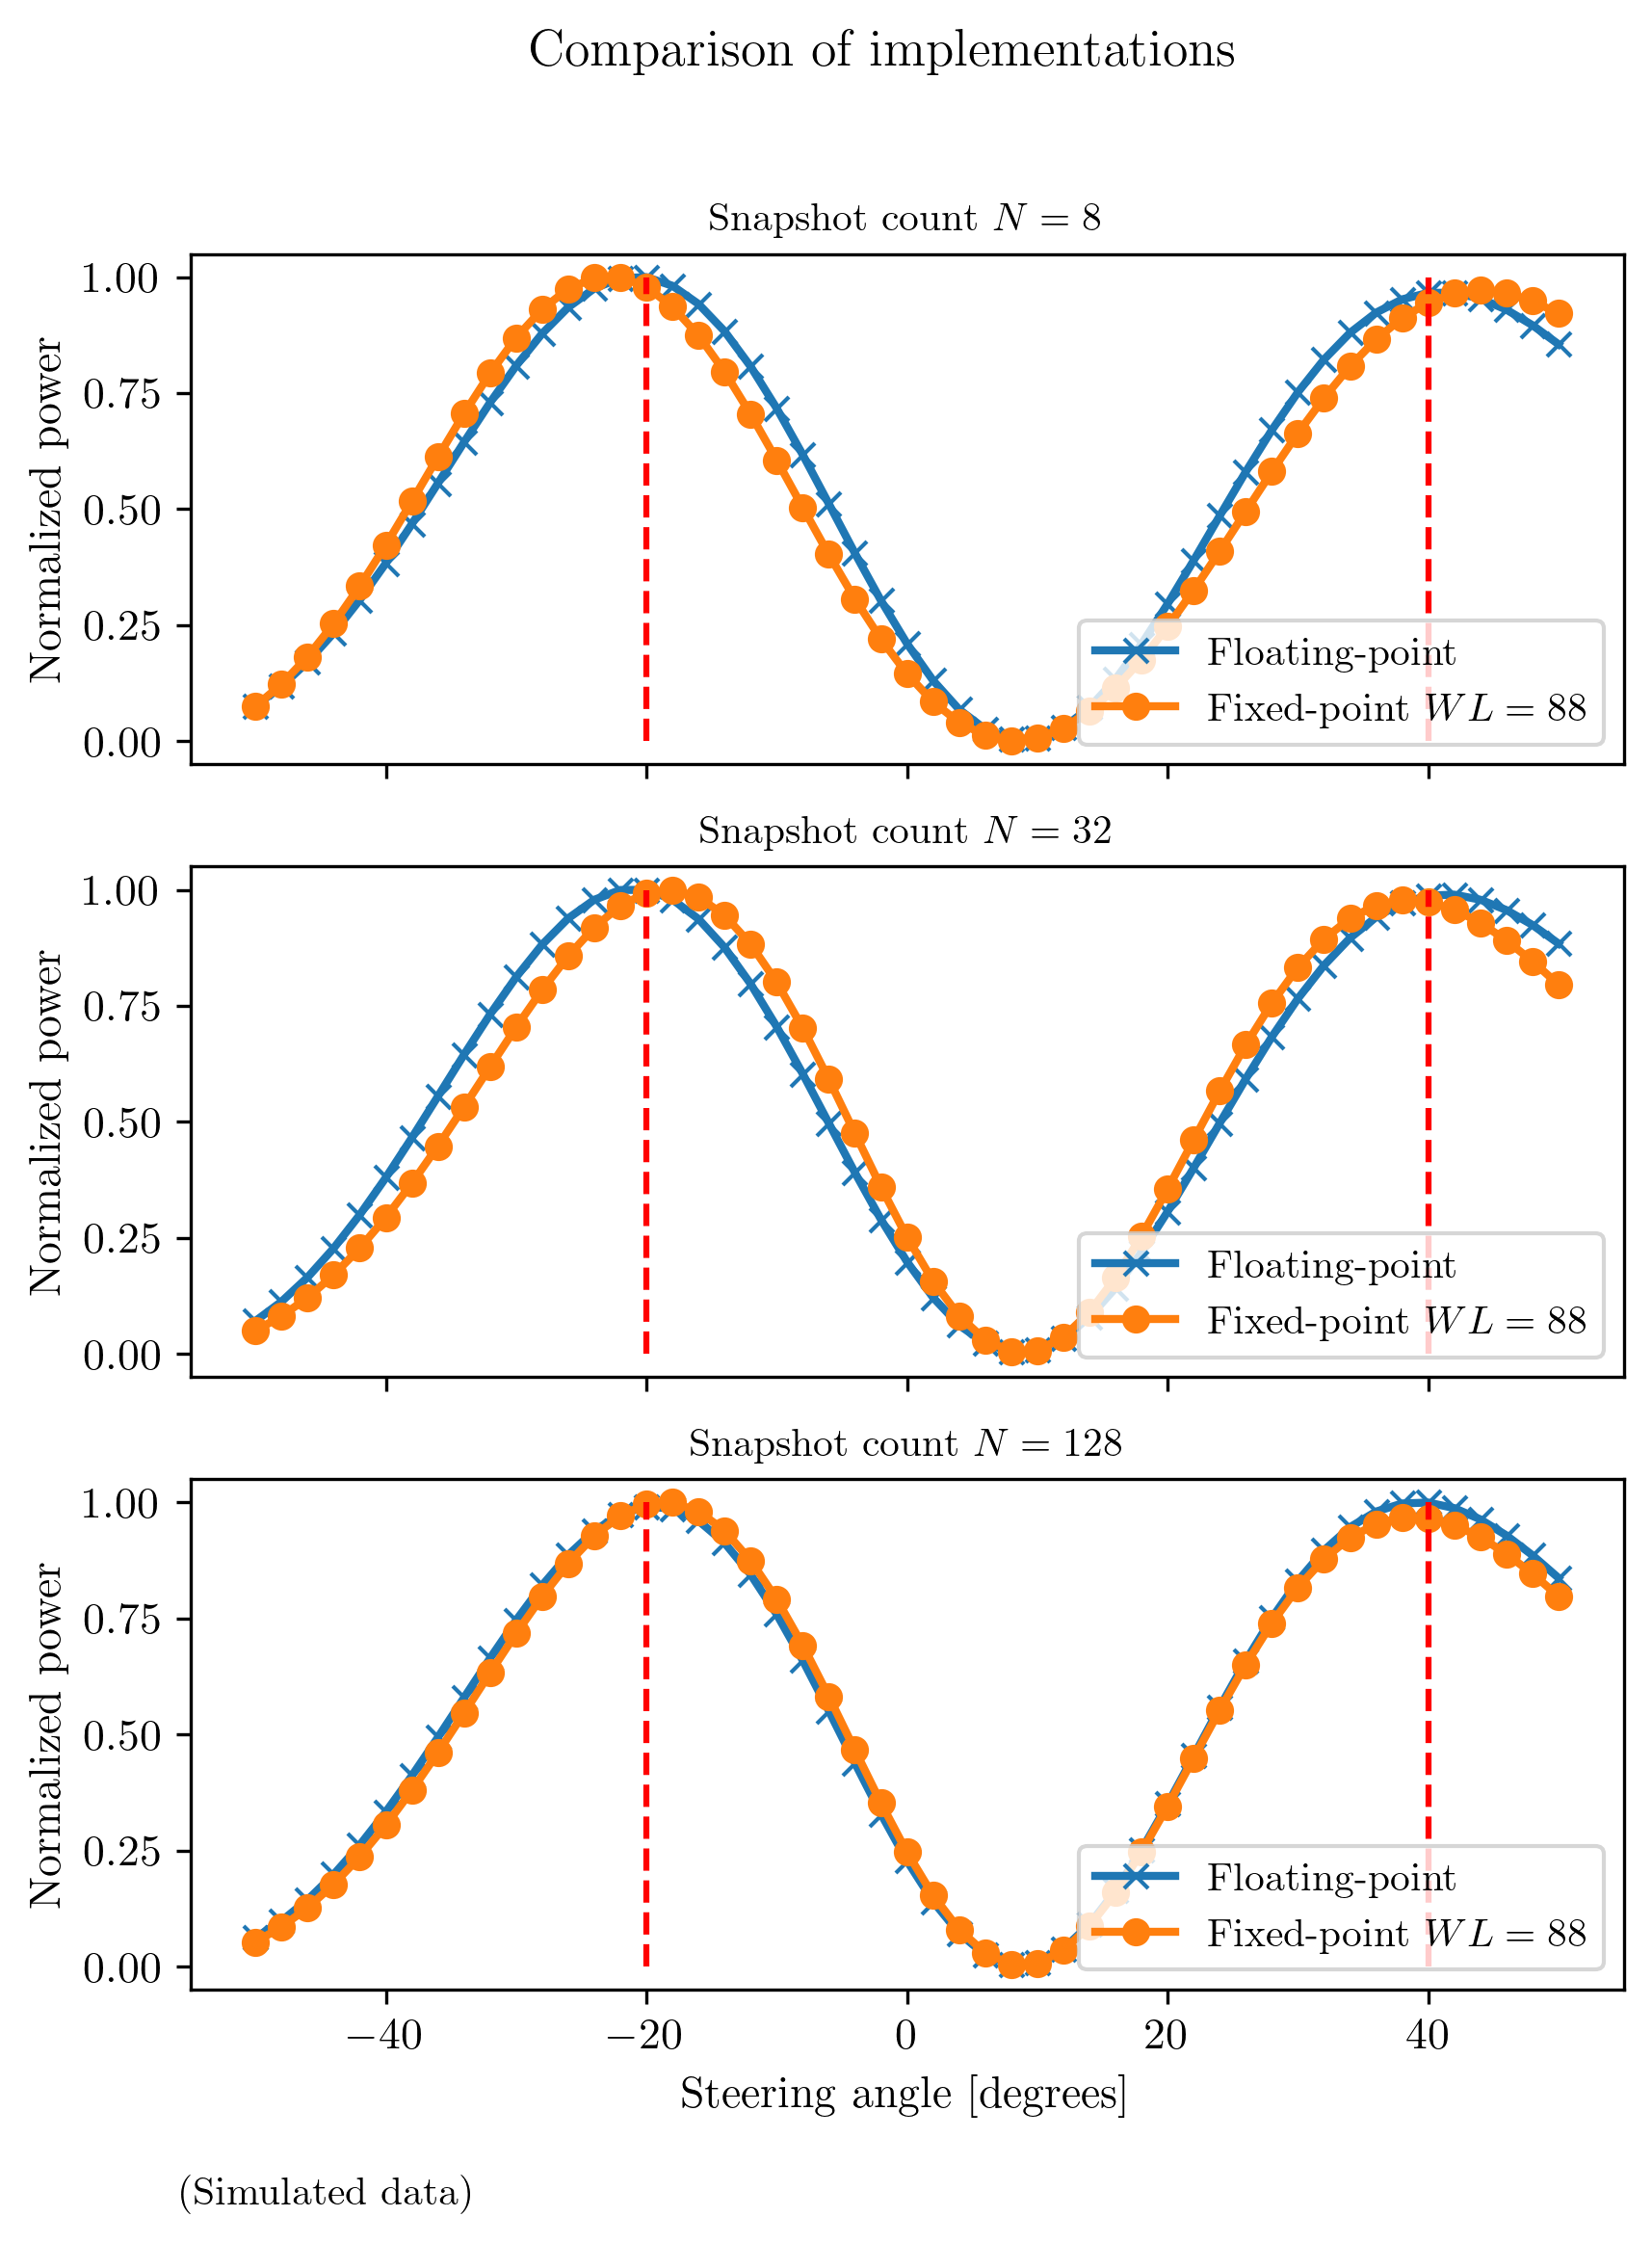 Comparison of implementations
Snapshot count N = 8
Normalized power
1.00
0.75
0.50
0.25
0.00
Floating-point
Fixed-point WL = 88
Snapshot count N = 32
Normalized power
1.00
0.75
0.50
0.25
0.00
Floating-point
Fixed-point WL = 88
Snapshot count N = 128
Normalized power
1.00
0.75
0.50
0.25
0.00
Floating-point
Fixed-point WL = 88
−40 −20 0 20 40
Steering angle [degrees]
(Simulated data)